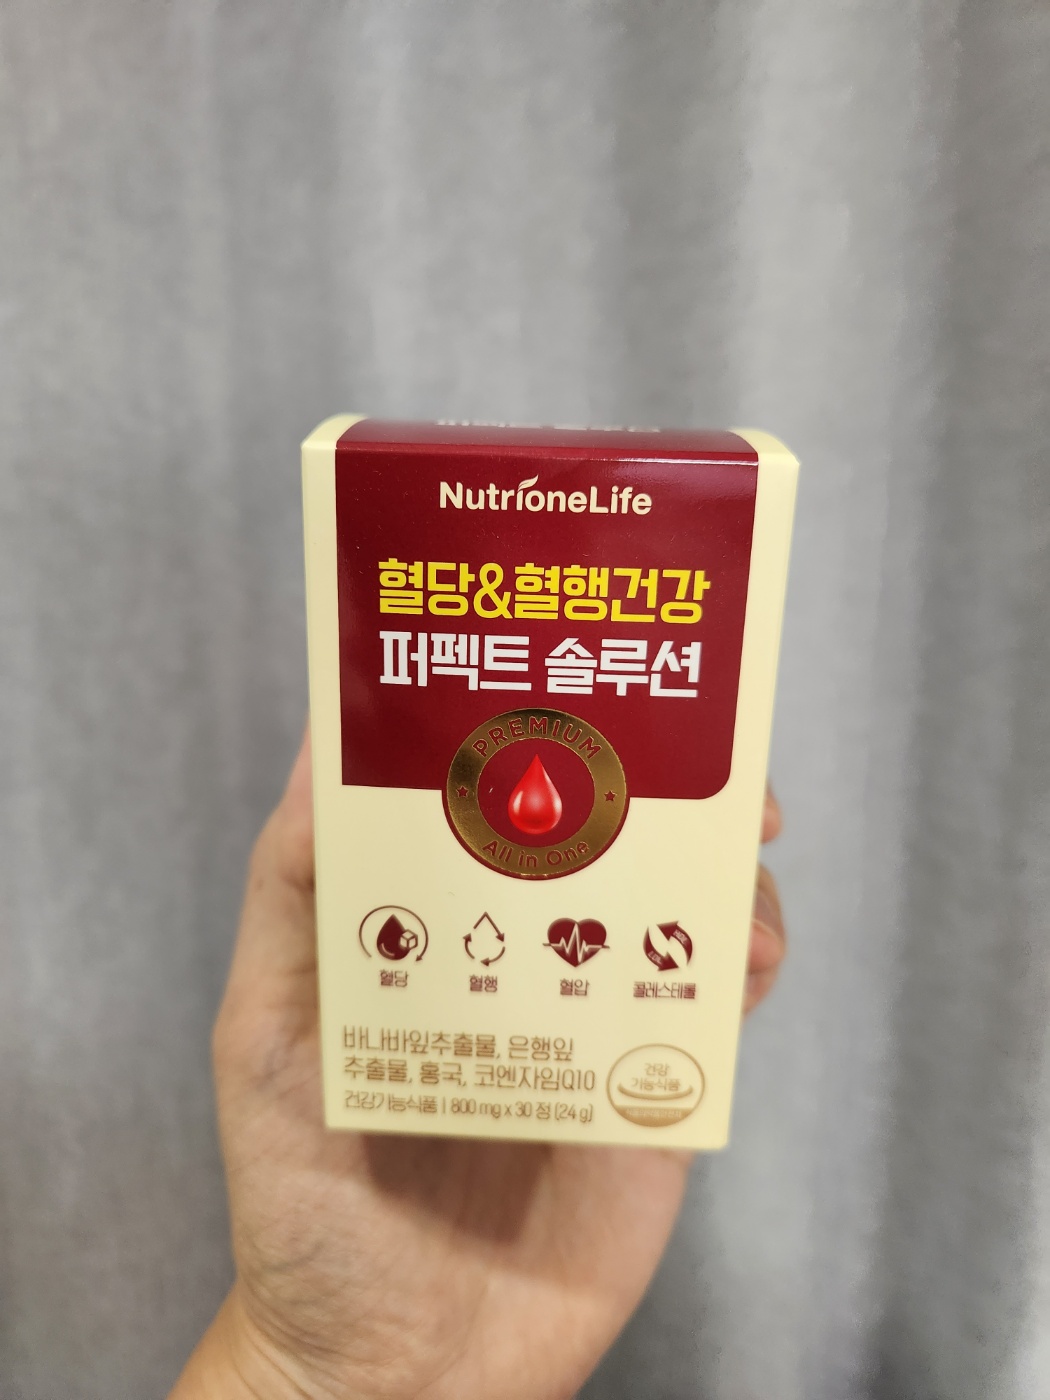 NutrioneLife
혈당&혈행건강
퍼펙트 솔루션
PREMIUM
All in One
혈당
혈행
혈압
콜레스테롤
바나바잎추출물, 은행잎
추출물, 홍국, 코엔자임Q10
건강기능식품 | 800 mg x 30 정 (24 g)
건강
기능식품